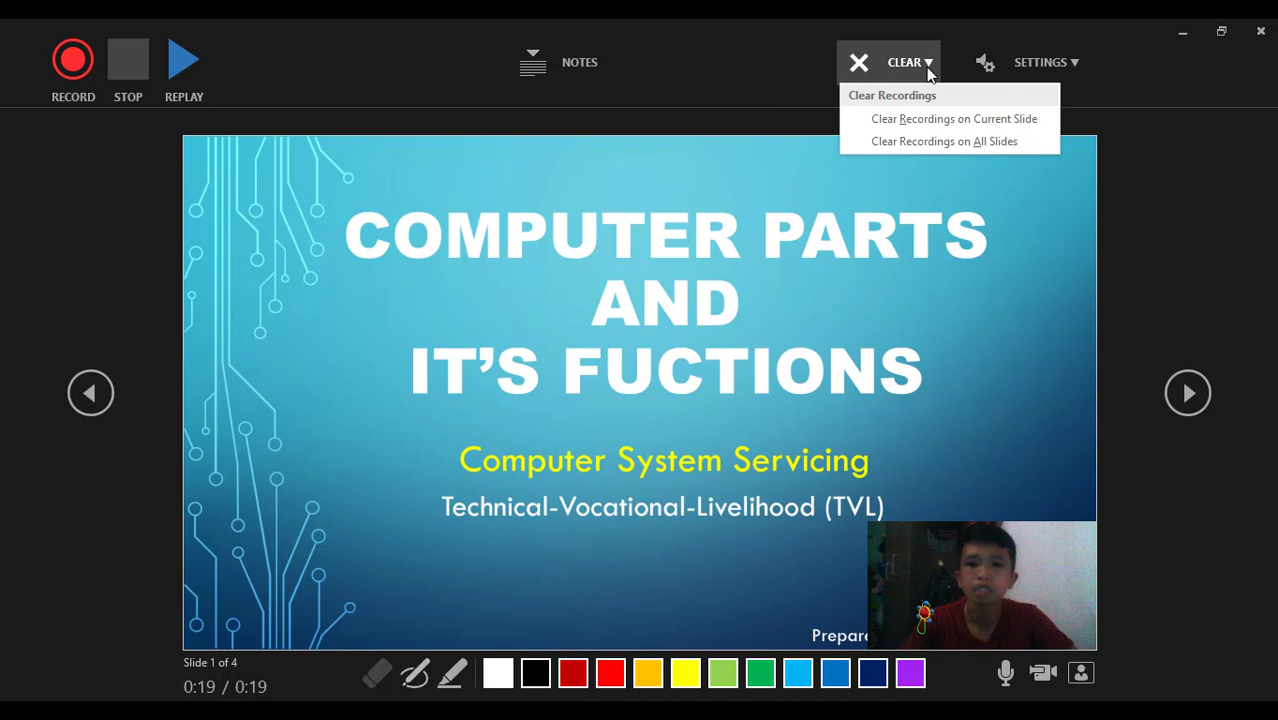 RECORD
STOP
REPLAY
NOTES
CLEAR
SETTINGS
Clear Recordings
Clear Recordings on Current Slide
Clear Recordings on All Slides
COMPUTER PARTS
AND
IT’S FUCTIONS
Computer System Servicing
Technical-Vocational-Livelihood (TVL)
Slide 1 of 4
0:19 / 0:19